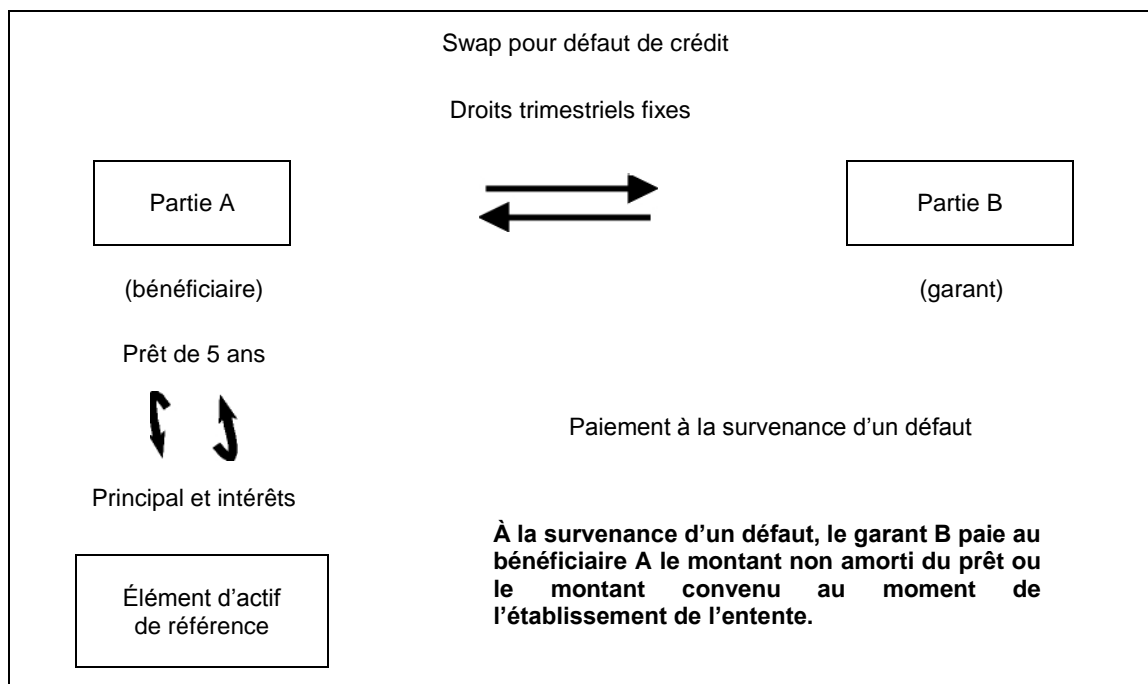 Swap pour défaut de crédit
Droits trimestriels fixes
Partie A
Partie B
(bénéficiaire)
(garant)
Prêt de 5 ans
Paiement à la survenance d’un défaut
Principal et intérêts
À la survenance d’un défaut, le garant B paie au
bénéficiaire A le montant non amorti du prêt ou
le montant convenu au moment de
l’établissement de l’entente.
Élément d’actif
de référence